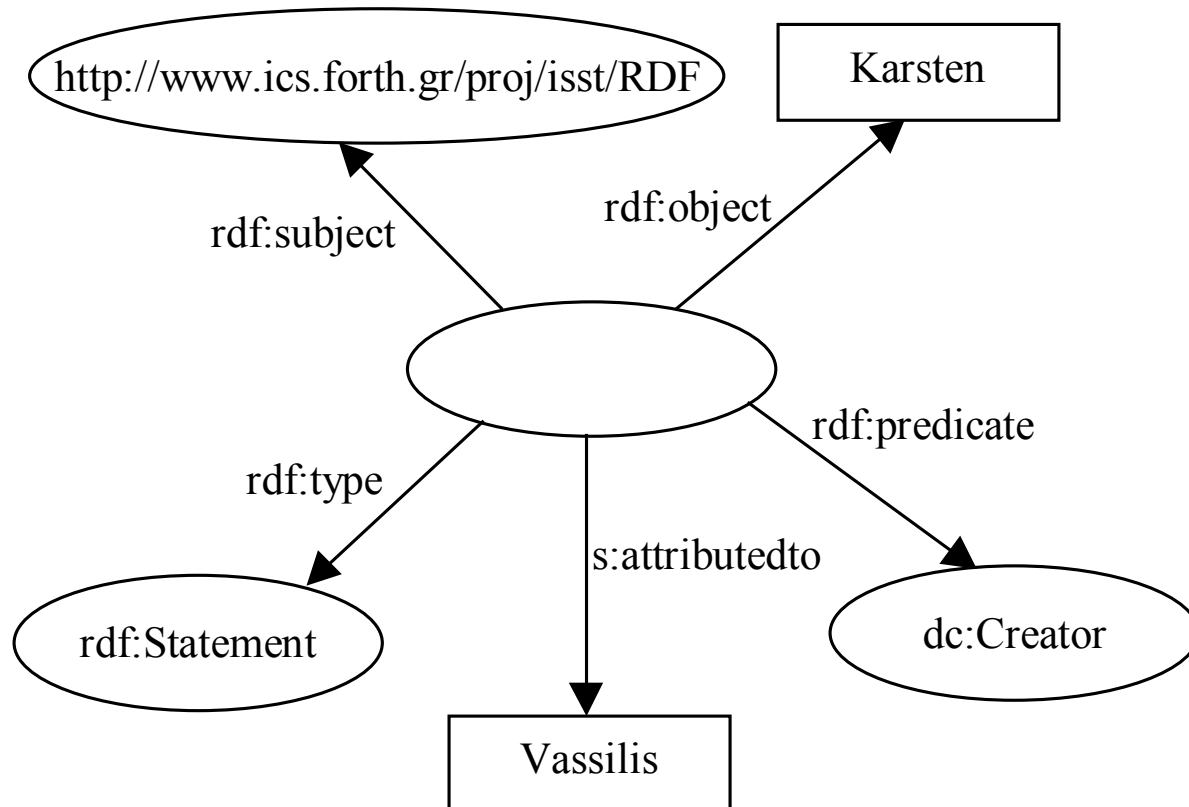 http://www.ics.forth.gr/proj/isst/RDF
Karsten
rdf:subject
rdf:object
rdf:type
rdf:predicate
s:attributedto
rdf:Statement
dc:Creator
Vassilis